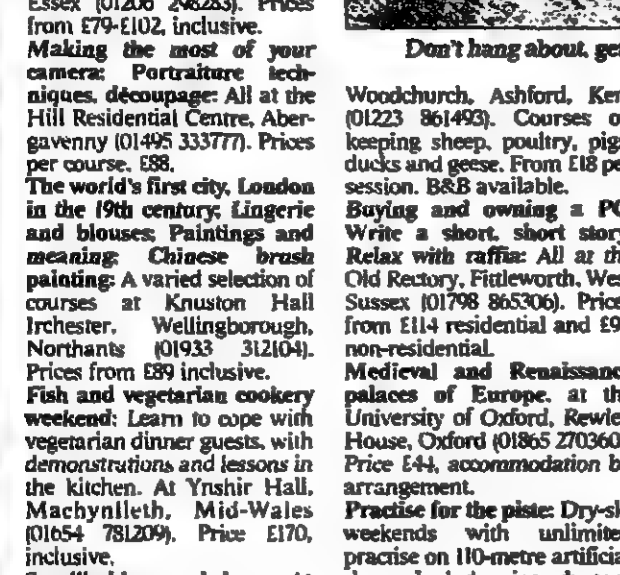 Essex (01206 298283). Prices
from £79-£102, inclusive.
Making the most of your
camera; Portraiture tech-
niques, découpage: All at the
Hill Residential Centre, Aber-
gavenny (01495 333777). Prices
per course, £88.
The world's first city, London
in the 19th century; Lingerie
and blouses; Paintings and
meaning; Chinese brush
painting: A varied selection of
courses at Knuston Hall
Irchester, Wellingborough,
Northants (01933 312104).
Prices from £89 inclusive.
Fish and vegetarian cookery
weekend: Learn to cope with
vegetarian dinner guests, with
demonstrations and lessons in
the kitchen. At Ynshir Hall,
Machynlleth, Mid-Wales
(01654 781209). Price £170,
inclusive.
Don't hang about, get
Woodchurch, Ashford, Ken
(01223 861493). Courses o
keeping sheep, poultry, pigs
ducks and geese. From £18 pe
session. B&B available.
Buying and owning a PC
Write a short, short story
Relax with raffia: All at th
Old Rectory, Fittleworth, Wes
Sussex (01798 865306). Price
from £114 residential and £9
non-residential.
Medieval and Renaissanc
palaces of Europe, at th
University of Oxford, Rewle
House, Oxford (01865 270360
Price £44, accommodation b
arrangement.
Practise for the piste: Dry-sk
weekends with unlimite
practise on 110-metre artificia